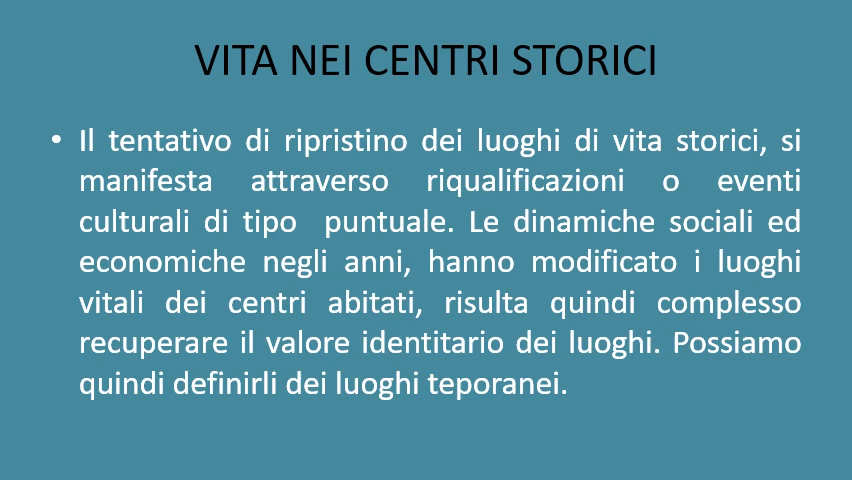 VITA NEI CENTRI STORICI
• Il tentativo di ripristino dei luoghi di vita storici, si
manifesta attraverso riqualificazioni o eventi
culturali di tipo  puntuale. Le dinamiche sociali ed
economiche negli anni, hanno modificato i luoghi
vitali dei centri abitati, risulta quindi complesso
recuperare il valore identitario dei luoghi. Possiamo
quindi definirli dei luoghi teporanei.